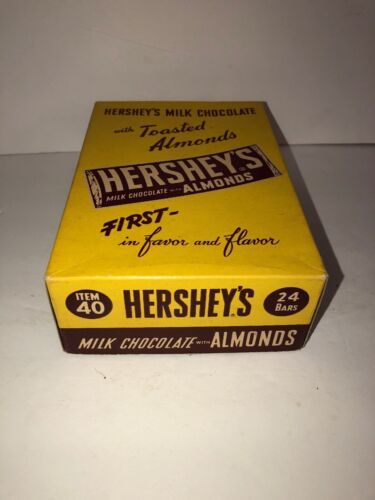 HERSHEY'S MILK CHOCOLATE
with Toasted
Almonds
HERSHEY'S
MILK CHOCOLATE WITH ALMONDS
FIRST-
in favor and flavor
ITEM 40
HERSHEY'S
24 BARS
MILK CHOCOLATE WITH ALMONDS